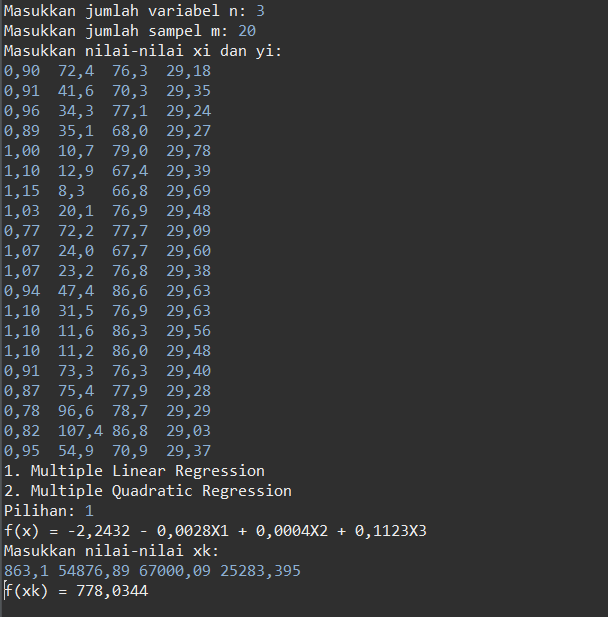 Masukkan jumlah variabel n: 3
Masukkan jumlah sampel m: 20
Masukkan nilai-nilai xi dan yi:
0,90 72,4 76,3 29,18
0,91 41,6 70,3 29,35
0,96 34,3 77,1 29,24
0,89 35,1 68,0 29,27
1,00 10,7 79,0 29,78
1,10 12,9 67,4 29,39
1,15 8,3 66,8 29,69
1,03 20,1 76,9 29,48
0,77 72,2 77,7 29,09
1,07 24,0 67,7 29,60
1,07 23,2 76,8 29,38
0,94 47,4 86,6 29,63
1,10 31,5 76,9 29,63
1,10 11,6 86,3 29,56
1,10 11,2 86,0 29,48
0,91 73,3 76,3 29,40
0,87 75,4 77,9 29,28
0,78 96,6 78,7 29,29
0,82 107,4 86,8 29,03
0,95 54,9 70,9 29,37
1. Multiple Linear Regression
2. Multiple Quadratic Regression
Pilihan: 1
f(x) = -2,2432 - 0,0028X1 + 0,0004X2 + 0,1123X3
Masukkan nilai-nilai xk:
863,1 54876,89 67000,09 25283,395
f(xk) = 778,0344